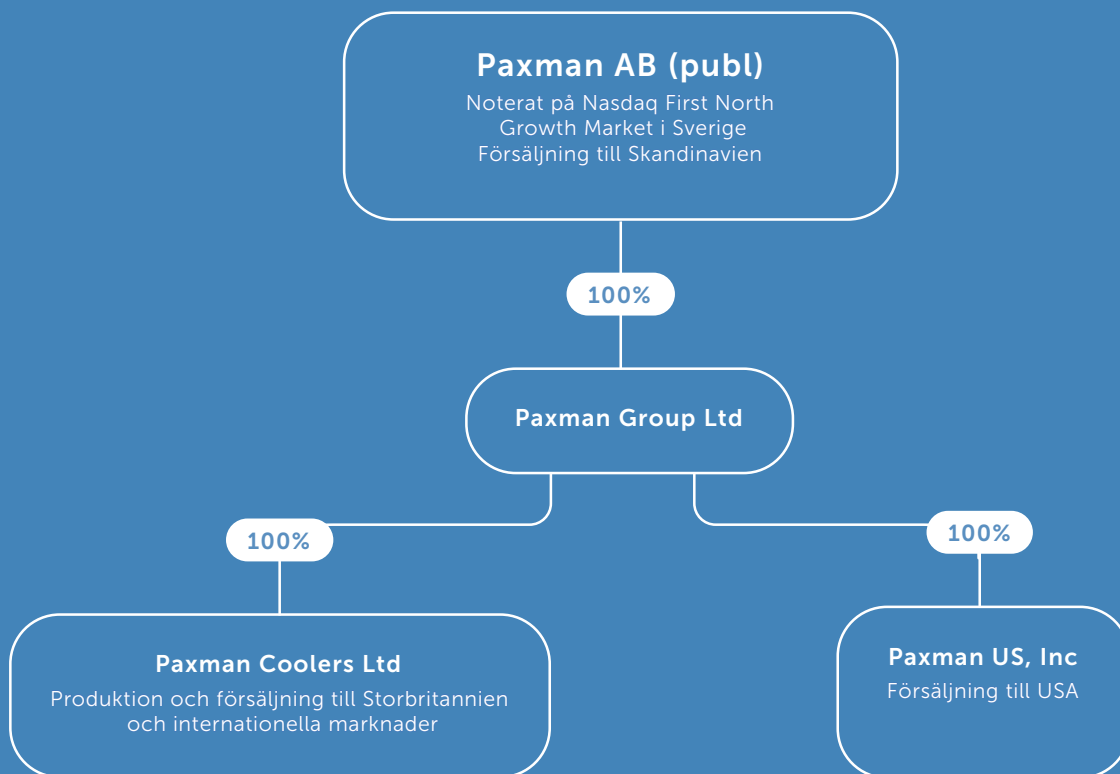 Paxman AB (publ)
Noterat på Nasdaq First North
Growth Market i Sverige
Försäljning till Skandinavien
100%
Paxman Group Ltd
100%
100%
Paxman Coolers Ltd
Produktion och försäljning till Storbritannien
och internationella marknader
Paxman US, Inc
Försäljning till USA